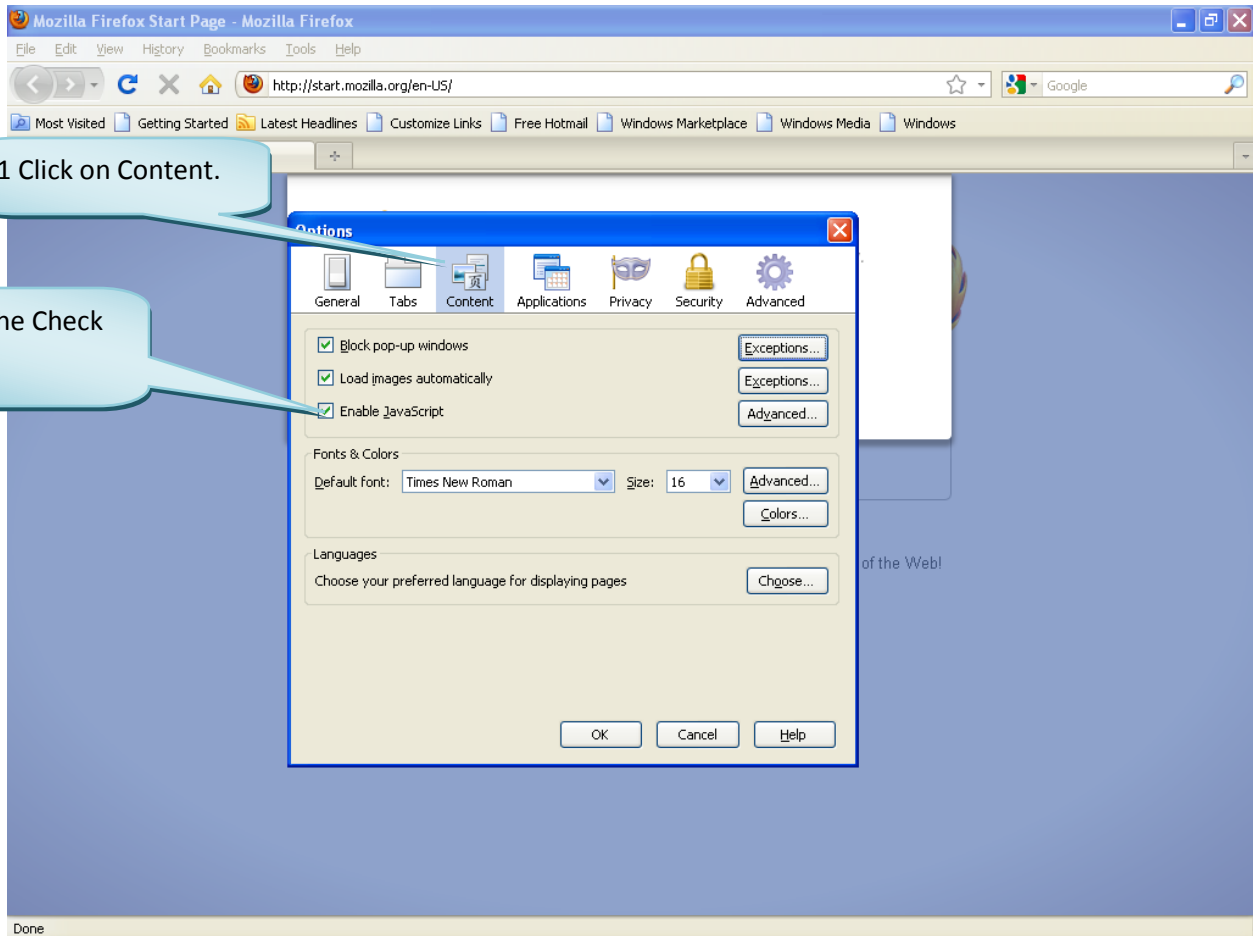 Mozilla Firefox Start Page - Mozilla Firefox
File Edit View History Bookmarks Tools Help
http://start.mozilla.org/en-US/ Google
Most Visited Getting Started Latest Headlines Customize Links Free Hotmail Windows Marketplace Windows Media Windows
1 Click on Content.
Options
页
General Tabs Content Applications Privacy Security Advanced
Check
Block pop-up windows Exceptions...
Load images automatically Exceptions...
Enable JavaScript Advanced...
Fonts & Colors
Default font: Times New Roman Size: 16 Advanced...
Colors...
Languages
of the Web!
Choose your preferred language for displaying pages Choose...
OK Cancel Help
Done